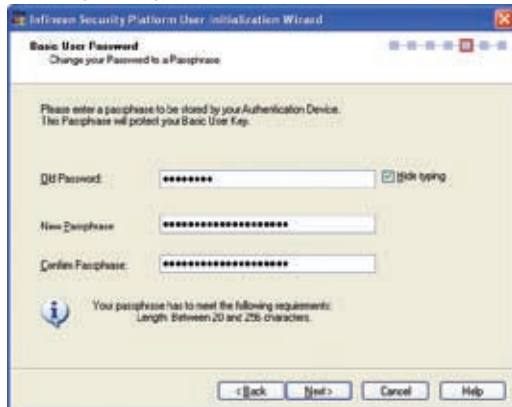 Infineon Security Platform User Initialization Wizard
Basic User Password
Change your Password to a Passphrase
Please enter a passphrase to be stored by your Authentication Device.
This Passphrase will protect your Basic User Key.
Old Password:
Hide typing
New Passphrase
Confirm Passphrase:
Your passphrase has to meet the following requirements:
Length: Between 20 and 256 characters.
< Back Next > Cancel Help